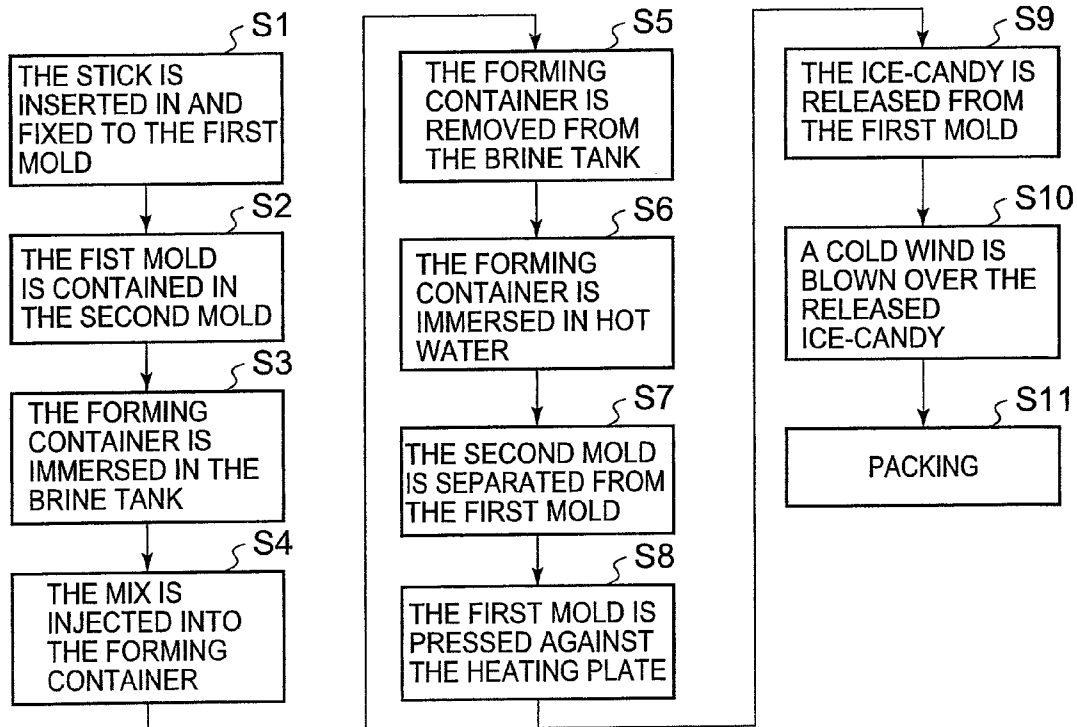 S1
THE STICK IS
INSERTED IN AND
FIXED TO THE FIRST
MOLD
S2
THE FIST MOLD
IS CONTAINED IN
THE SECOND MOLD
S3
THE FORMING
CONTAINER IS
IMMERSED IN THE
BRINE TANK
S4
THE MIX IS
INJECTED INTO
THE FORMING
CONTAINER
S5
THE FORMING
CONTAINER IS
REMOVED FROM
THE BRINE TANK
S6
THE FORMING
CONTAINER IS
IMMERSED IN HOT
WATER
S7
THE SECOND MOLD
IS SEPARATED FROM
THE FIRST MOLD
S8
THE FIRST MOLD IS
PRESSED AGAINST
THE HEATING PLATE
S9
THE ICE-CANDY IS
RELEASED FROM
THE FIRST MOLD
S10
A COLD WIND IS
BLOWN OVER THE
RELEASED
ICE-CANDY
S11
PACKING